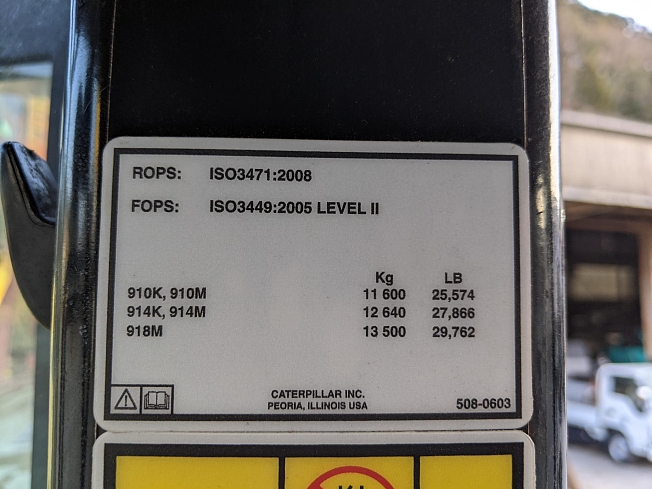 ROPS: ISO3471:2008
FOPS: ISO3449:2005 LEVEL II
Kg LB
910K, 910M 11 600 25,574
914K, 914M 12 640 27,866
918M 13 500 29,762
CATERPILLAR INC.
PEORIA, ILLINOIS USA 508-0603